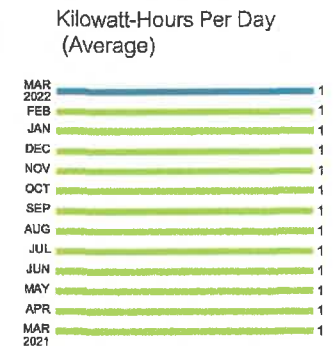 Kilowatt-Hours Per Day
(Average)
MAR 1
2022
FEB 1
JAN 1
DEC 1
NOV 1
OCT 1
SEP 1
AUG 1
JUL 1
JUN 1
MAY 1
APR 1
MAR 1
2021